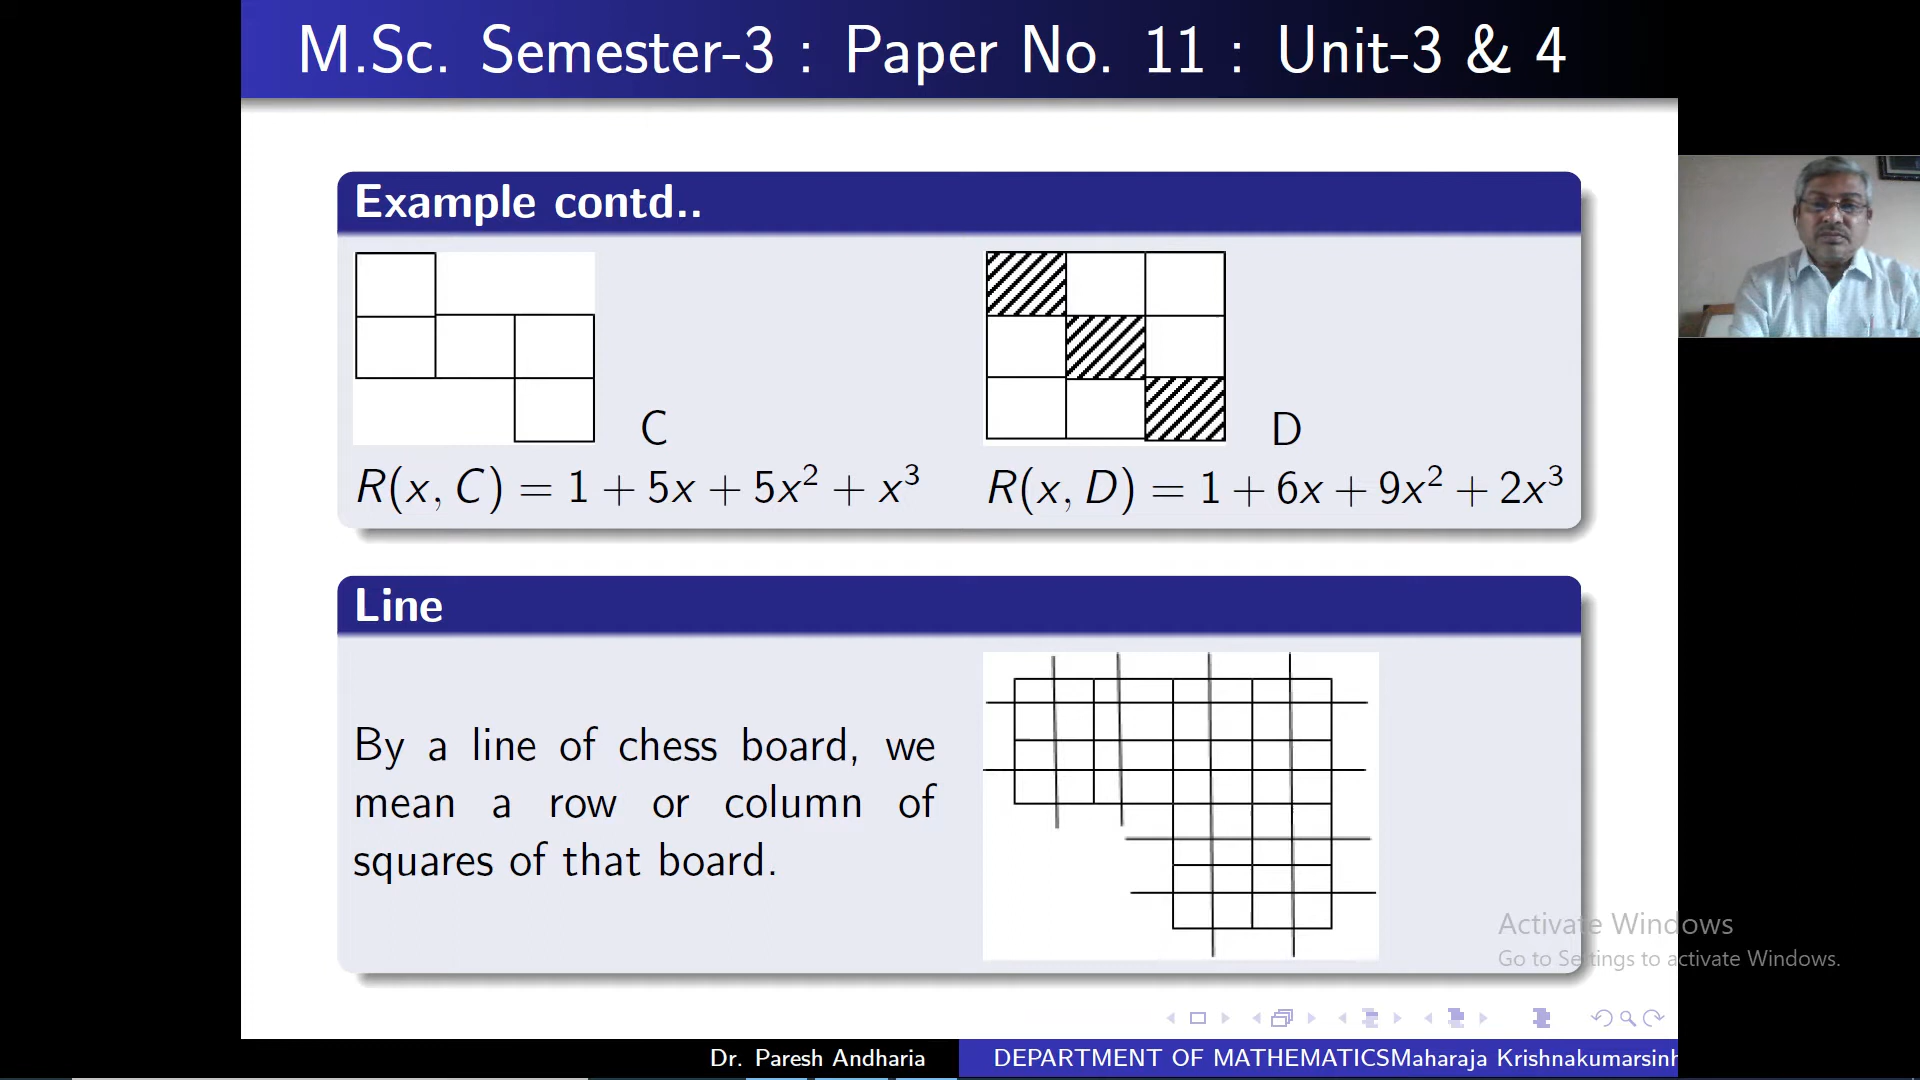 M.Sc. Semester-3 : Paper No. 11 : Unit-3 & 4
Example contd..
C
D
R(x, C) = 1 + 5x + 5x² + x³
R(x, D) = 1 + 6x + 9x² + 2x³
Line
By a line of chess board, we
mean a row or column of
squares of that board.
Activate Windows
Go to Settings to activate Windows.
Dr. Paresh Andharia
DEPARTMENT OF MATHEMATICSMaharaja Krishnakumarsinh